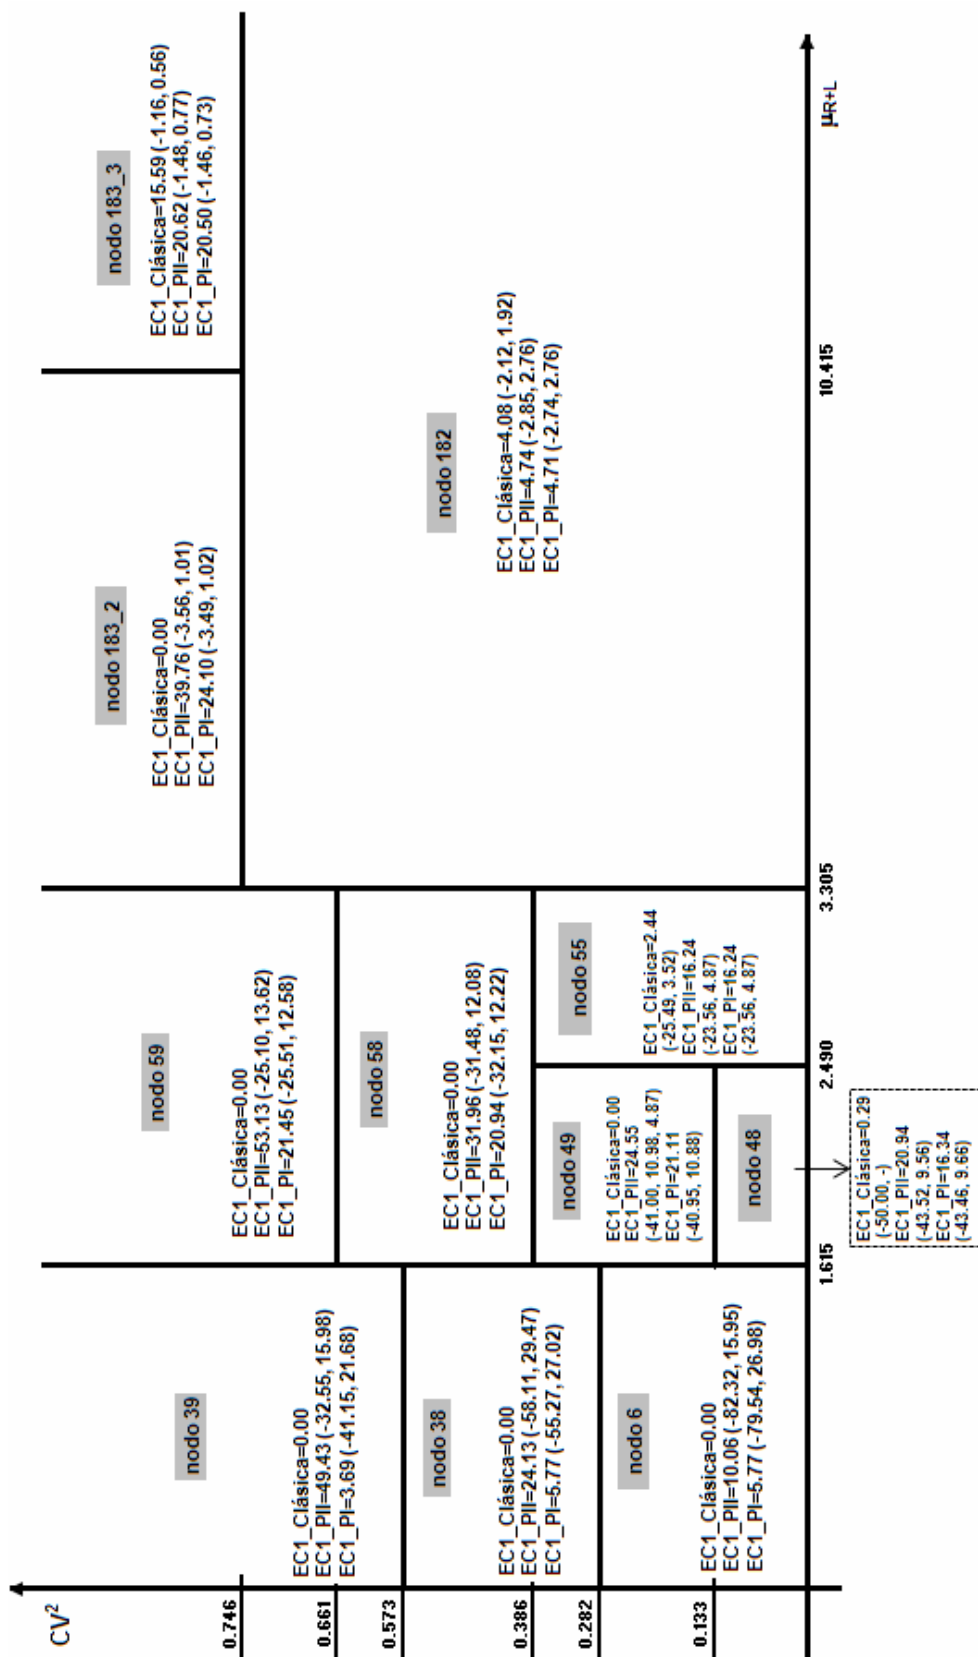 CV²
0.746
0.661
0.573
0.386
0.282
0.133
nodo 39
EC1_Clásica=0.00
EC1_PII=49.43 (-32.55, 15.98)
EC1_PI=3.69 (-41.15, 21.68)
nodo 38
EC1_Clásica=0.00
EC1_PII=24.13 (-58.11, 29.47)
EC1_PI=5.77 (-55.27, 27.02)
nodo 6
EC1_Clásica=0.00
EC1_PII=10.06 (-82.32, 15.95)
EC1_PI=5.77 (-79.54, 26.98)
nodo 59
EC1_Clásica=0.00
EC1_PII=53.13 (-25.10, 13.62)
EC1_PI=21.45 (-25.51, 12.58)
nodo 58
EC1_Clásica=0.00
EC1_PII=31.96 (-31.48, 12.08)
EC1_PI=20.94 (-32.15, 12.22)
nodo 49
EC1_Clásica=0.00
EC1_PII=24.55
(-41.00, 10.98, 4.87)
EC1_PI=21.11
(-40.95, 10.88)
nodo 48
EC1_Clásica=0.29
(-50.00, -)
EC1_PII=20.94
(-43.52, 9.56)
EC1_PI=16.34
(-43.46, 9.66)
nodo 55
EC1_Clásica=2.44
(-25.49, 3.52)
EC1_PII=16.24
(-23.56, 4.87)
EC1_PI=16.24
(-23.56, 4.87)
nodo 183_2
EC1_Clásica=0.00
EC1_PII=39.76 (-3.56, 1.01)
EC1_PI=24.10 (-3.49, 1.02)
nodo 183_3
EC1_Clásica=15.59 (-1.16, 0.56)
EC1_PII=20.62 (-1.48, 0.77)
EC1_PI=20.50 (-1.46, 0.73)
nodo 182
EC1_Clásica=4.08 (-2.12, 1.92)
EC1_PII=4.74 (-2.85, 2.76)
EC1_PI=4.71 (-2.74, 2.76)
1.615
2.490
3.305
10.415
μR+L